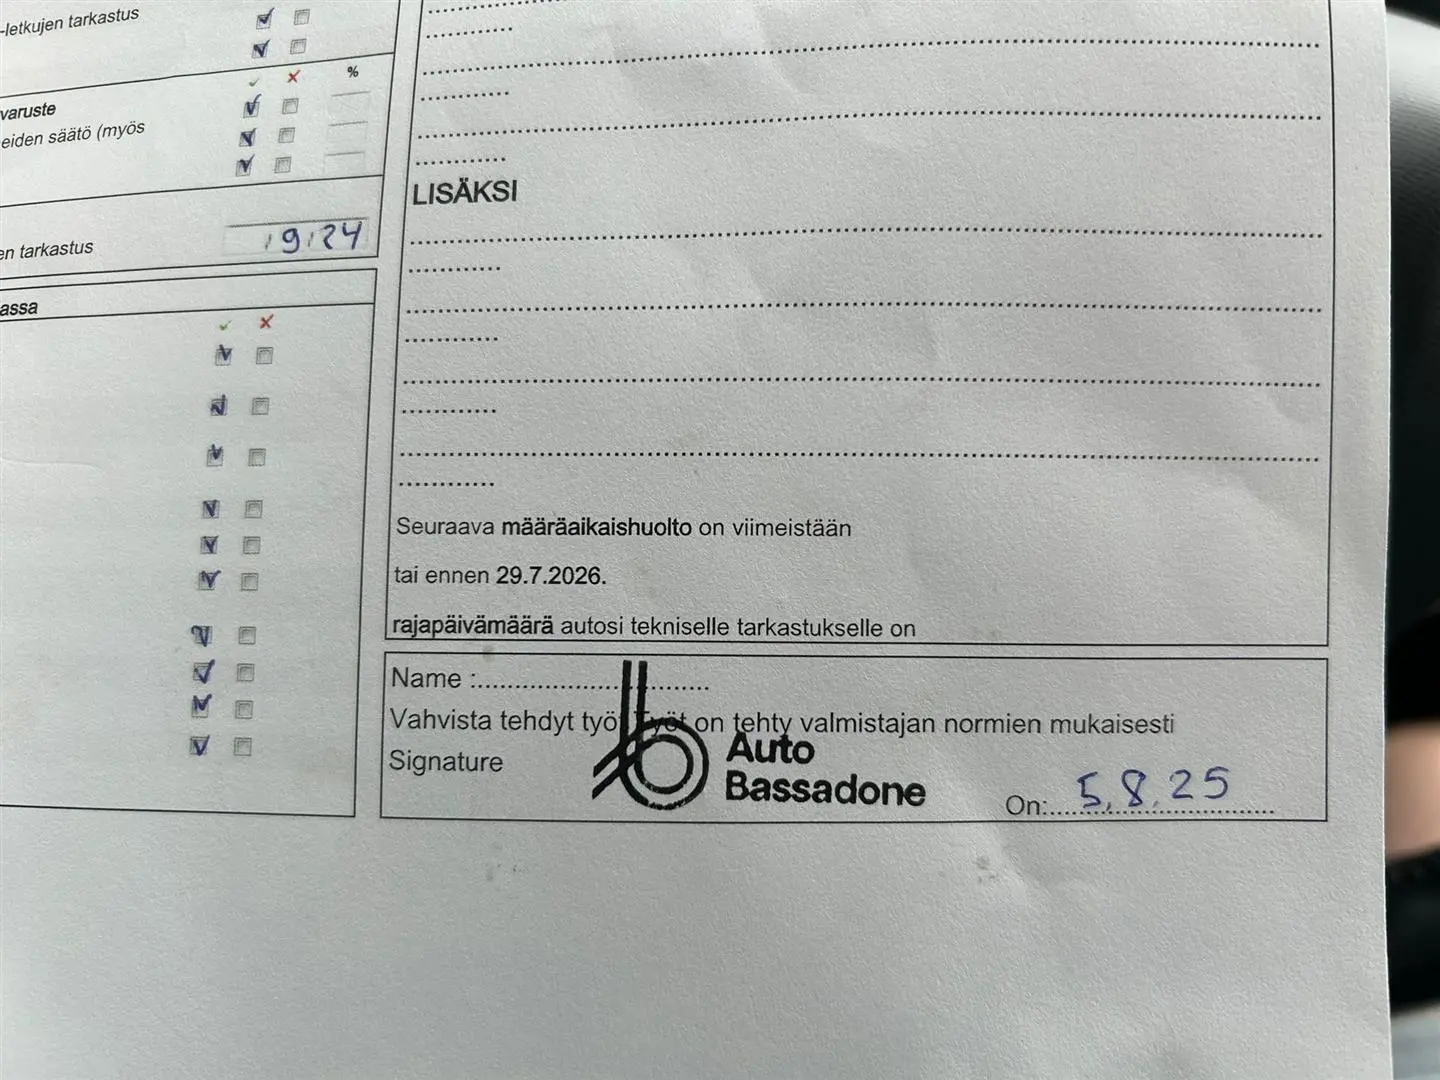 -letkujen tarkastus
%
varuste
eiden säätö (myös
en tarkastus
9 24
assa
LISÄKSI
Seuraava määräaikaishuolto on viimeistään
tai ennen 29.7.2026.
rajapäivämäärä autosi tekniselle tarkastukselle on
Name :
Vahvista tehdyt työt Työt on tehty valmistajan normien mukaisesti
Signature
Auto
Bassadone
On: 5.8.25